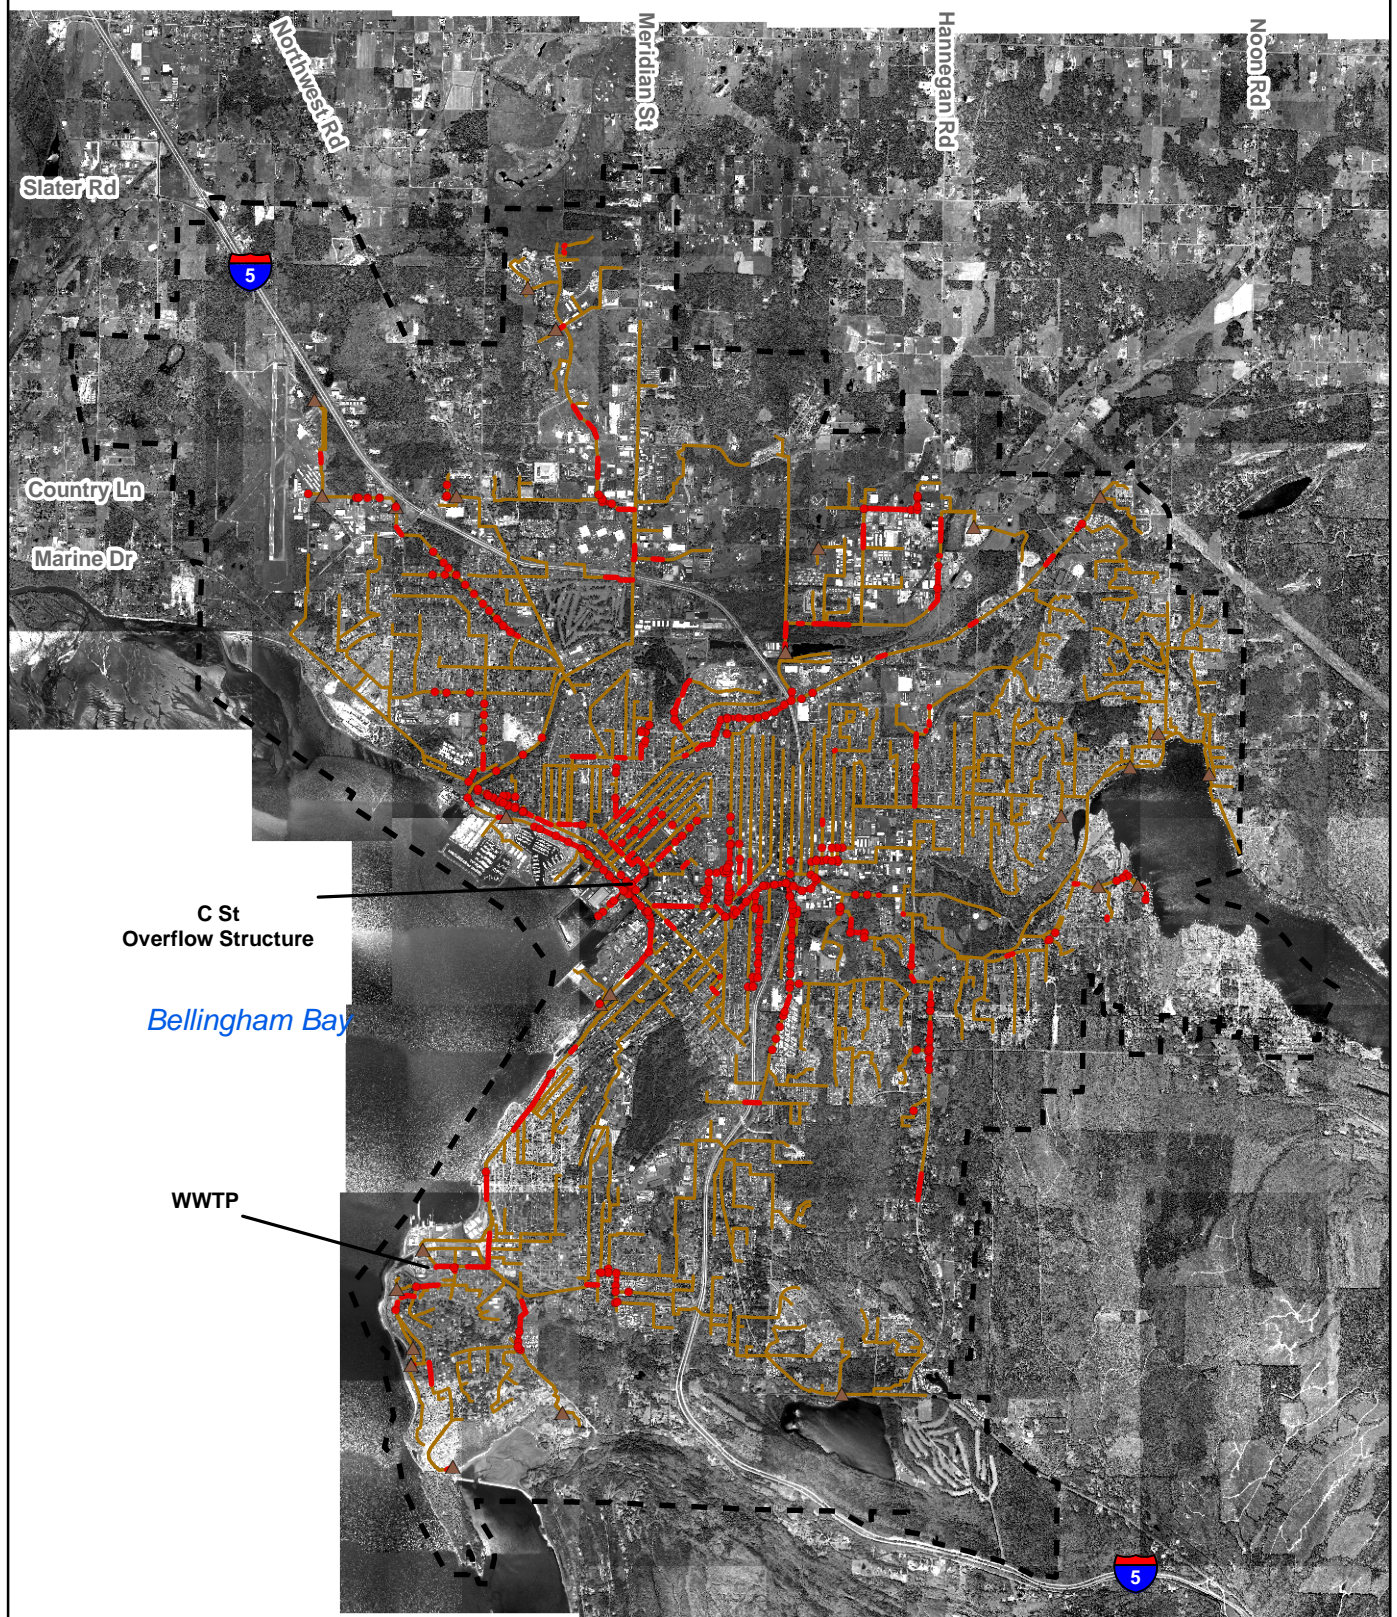 Northwest Rd
Meridian St
Hannegan Rd
Noon Rd
Slater Rd
5
Country Ln
Marine Dr
C St
Overflow Structure
Bellingham Bay
WWTP
5